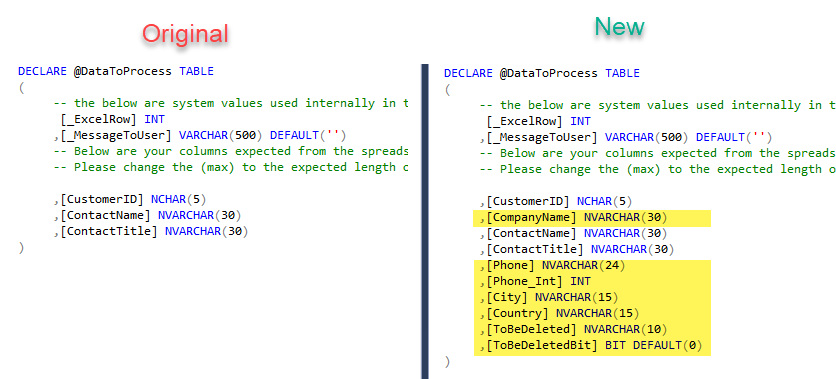 Original
DECLARE @DataToProcess TABLE
(
-- the below are system values used internally in t
[_ExcelRow] INT
,[_MessageToUser] VARCHAR(500) DEFAULT('')
-- Below are your columns expected from the spreads
-- Please change the (max) to the expected length o
,[CustomerID] NCHAR(5)
,[ContactName] NVARCHAR(30)
,[ContactTitle] NVARCHAR(30)
)
New
DECLARE @DataToProcess TABLE
(
-- the below are system values used internally in t
[_ExcelRow] INT
,[_MessageToUser] VARCHAR(500) DEFAULT('')
-- Below are your columns expected from the spreads
-- Please change the (max) to the expected length o
,[CustomerID] NCHAR(5)
,[CompanyName] NVARCHAR(30)
,[ContactName] NVARCHAR(30)
,[ContactTitle] NVARCHAR(30)
,[Phone] NVARCHAR(24)
,[Phone_Int] INT
,[City] NVARCHAR(15)
,[Country] NVARCHAR(15)
,[ToBeDeleted] NVARCHAR(10)
,[ToBeDeletedBit] BIT DEFAULT(0)
)